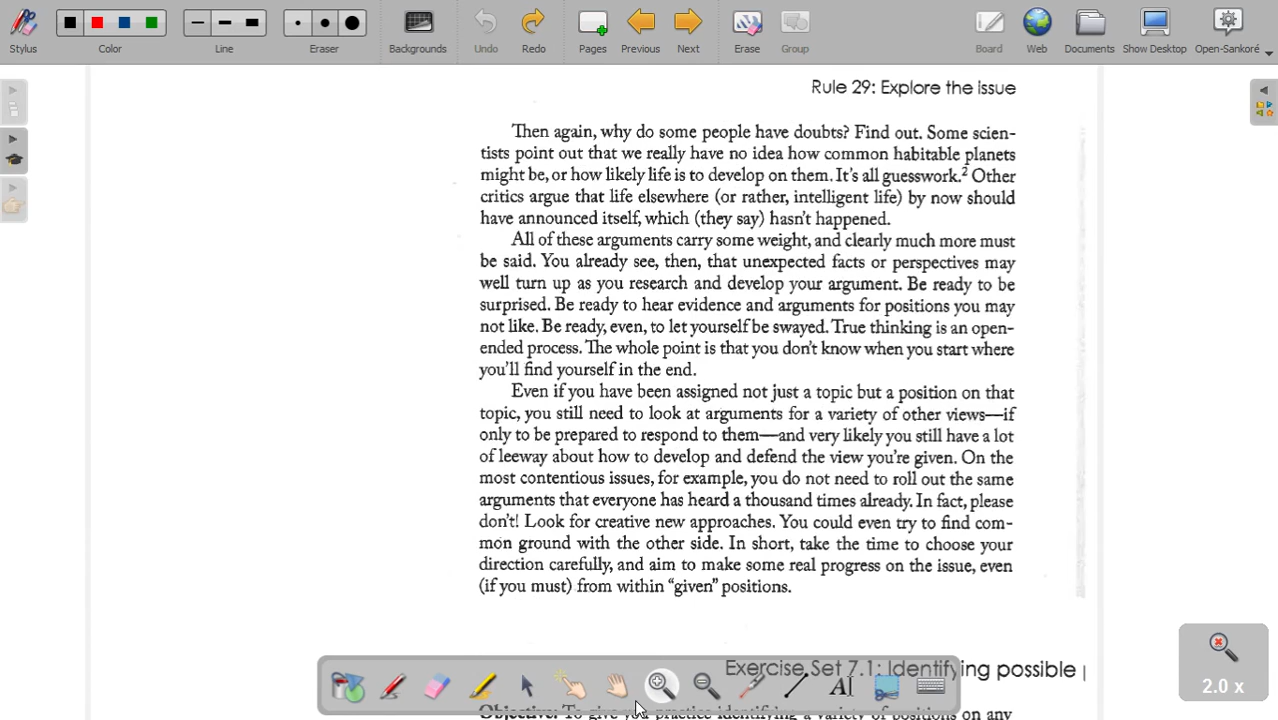 Stylus Color Line Eraser Backgrounds Undo Redo Pages Previous Next Erase Group Board Web Documents Show Desktop Open-Sankoré
Rule 29: Explore the issue
Then again, why do some people have doubts? Find out. Some scien-
tists point out that we really have no idea how common habitable planets
might be, or how likely life is to develop on them. It's all guesswork.² Other
critics argue that life elsewhere (or rather, intelligent life) by now should
have announced itself, which (they say) hasn't happened.
All of these arguments carry some weight, and clearly much more must
be said. You already see, then, that unexpected facts or perspectives may
well turn up as you research and develop your argument. Be ready to be
surprised. Be ready to hear evidence and arguments for positions you may
not like. Be ready, even, to let yourself be swayed. True thinking is an open-
ended process. The whole point is that you don't know when you start where
you'll find yourself in the end.
Even if you have been assigned not just a topic but a position on that
topic, you still need to look at arguments for a variety of other views—if
only to be prepared to respond to them—and very likely you still have a lot
of leeway about how to develop and defend the view you're given. On the
most contentious issues, for example, you do not need to roll out the same
arguments that everyone has heard a thousand times already. In fact, please
don't! Look for creative new approaches. You could even try to find com-
mon ground with the other side. In short, take the time to choose your
direction carefully, and aim to make some real progress on the issue, even
(if you must) from within "given" positions.
Exercise Set 7.1: Identifying possible
2.0 x
Objective: To give you practice identifying a variety of positions on any